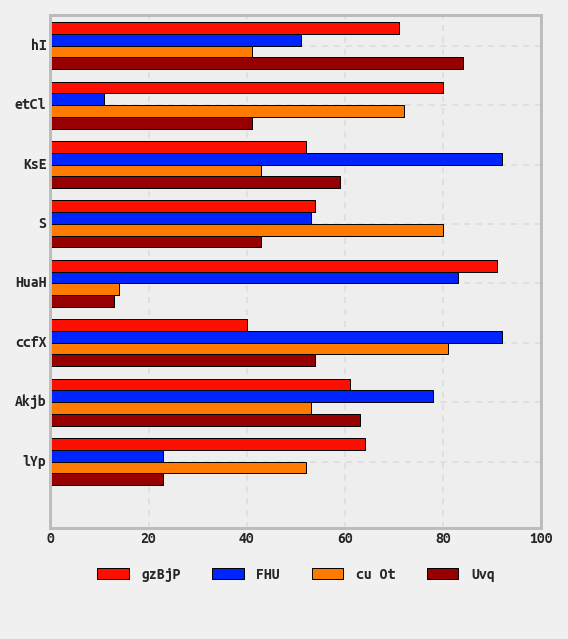 hI
etCl
KsE
S
HuaH
ccfX
Akjb
lYp
0 20 40 60 80 100
gzBjP FHU cu Ot Uvq